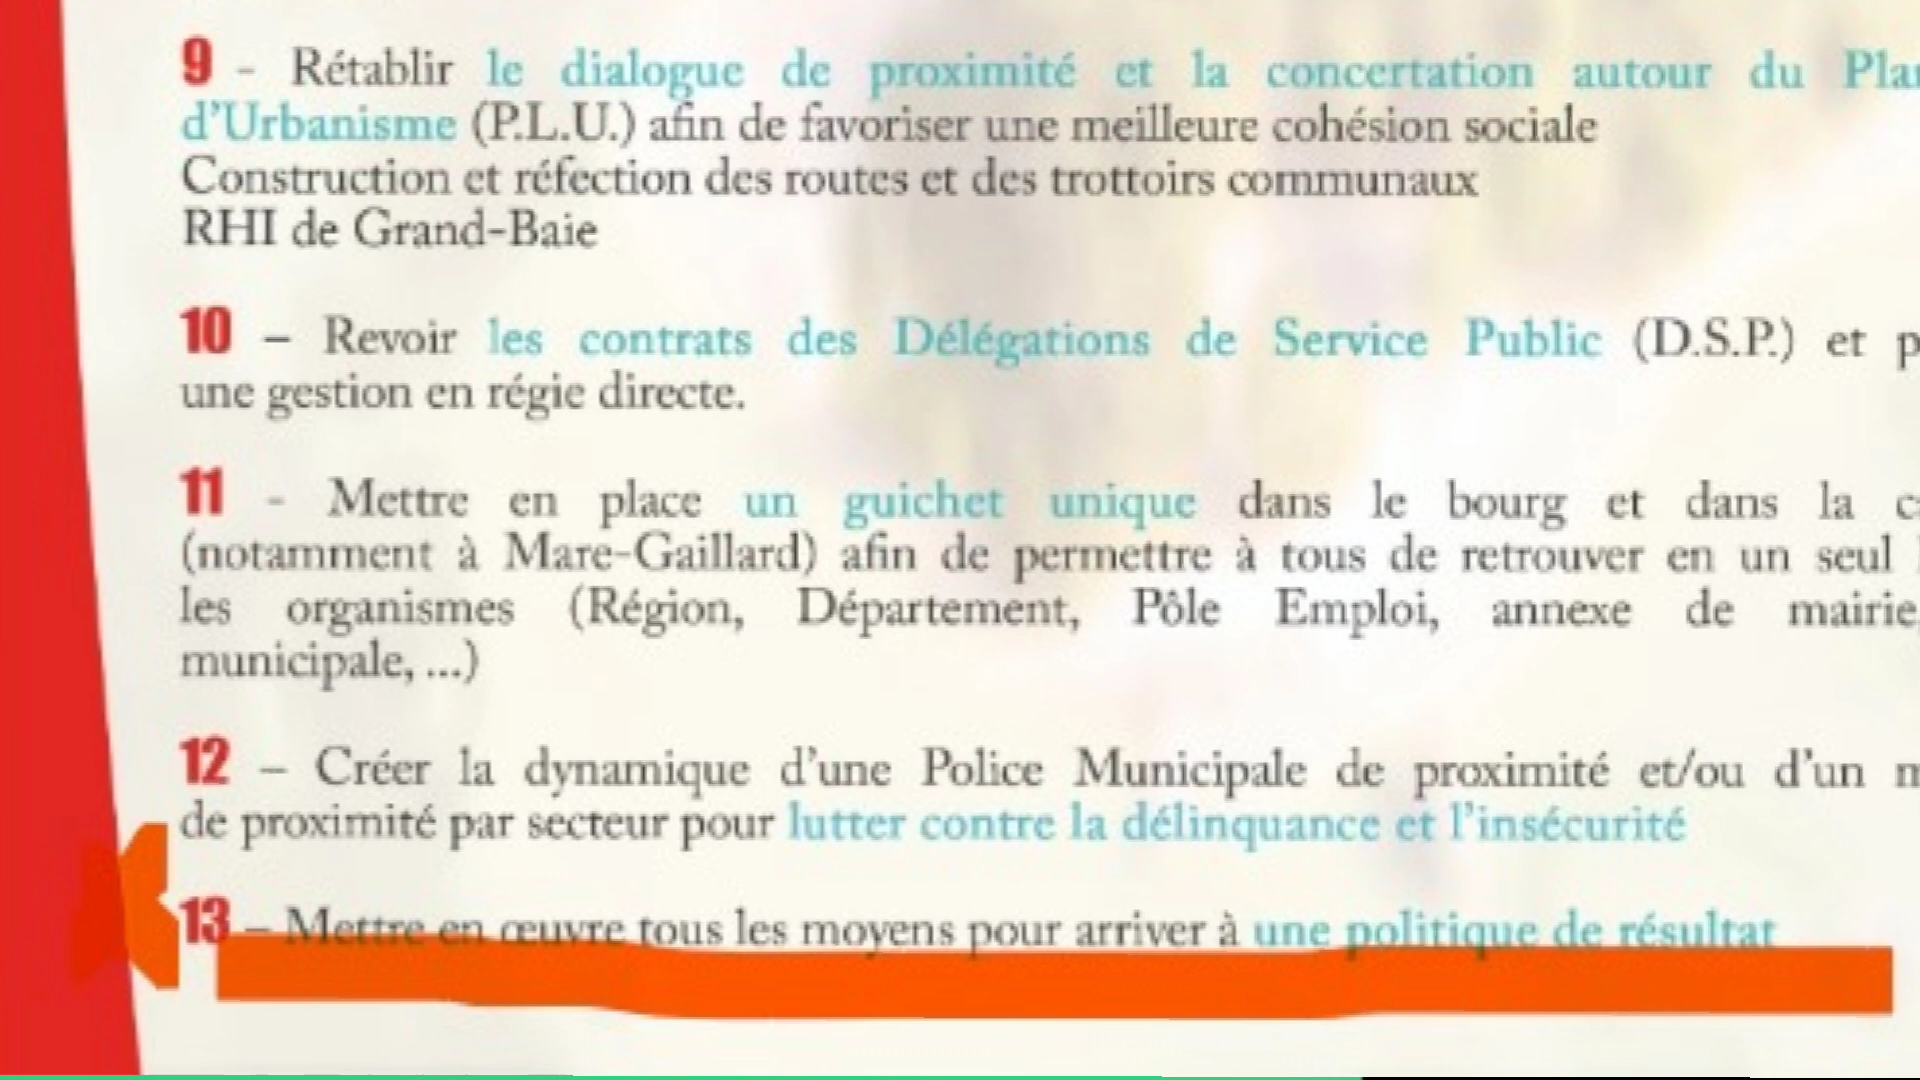 9 - Rétablir le dialogue de proximité et la concertation autour du
d'Urbanisme (P.L.U.) afin de favoriser une meilleure cohésion sociale
Construction et réfection des routes et des trottoirs communaux
RHI de Grand-Baie
10 – Revoir les contrats des Délégations de Service Public (D.S.P.) et
une gestion en régie directe.
11 - Mettre en place un guichet unique dans le bourg et dans la
(notamment à Mare-Gaillard) afin de permettre à tous de retrouver en un seul
les organismes (Région, Département, Pôle Emploi, annexe de mairie,
municipale, ...)
12 – Créer la dynamique d'une Police Municipale de proximité et/ou d'un
de proximité par secteur pour lutter contre la délinquance et l'insécurité
13 – Mettre en œuvre tous les moyens pour arriver à une politique de résultat